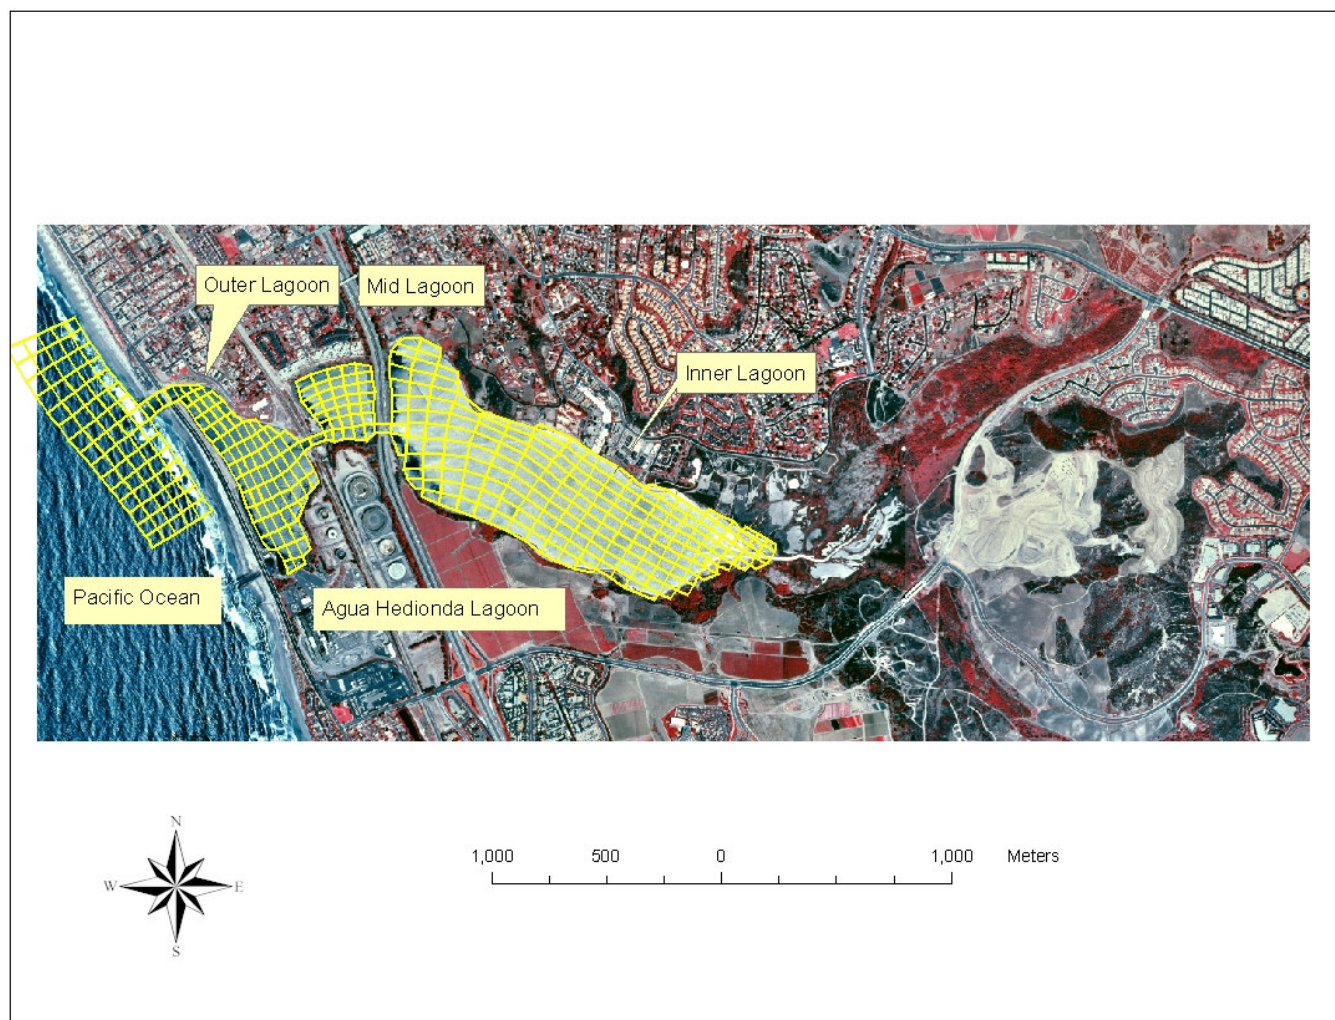 Outer Lagoon
Mid Lagoon
Inner Lagoon
Pacific Ocean
Agua Hedionda Lagoon
N
W
E
S
1,000 500 0 1,000 Meters